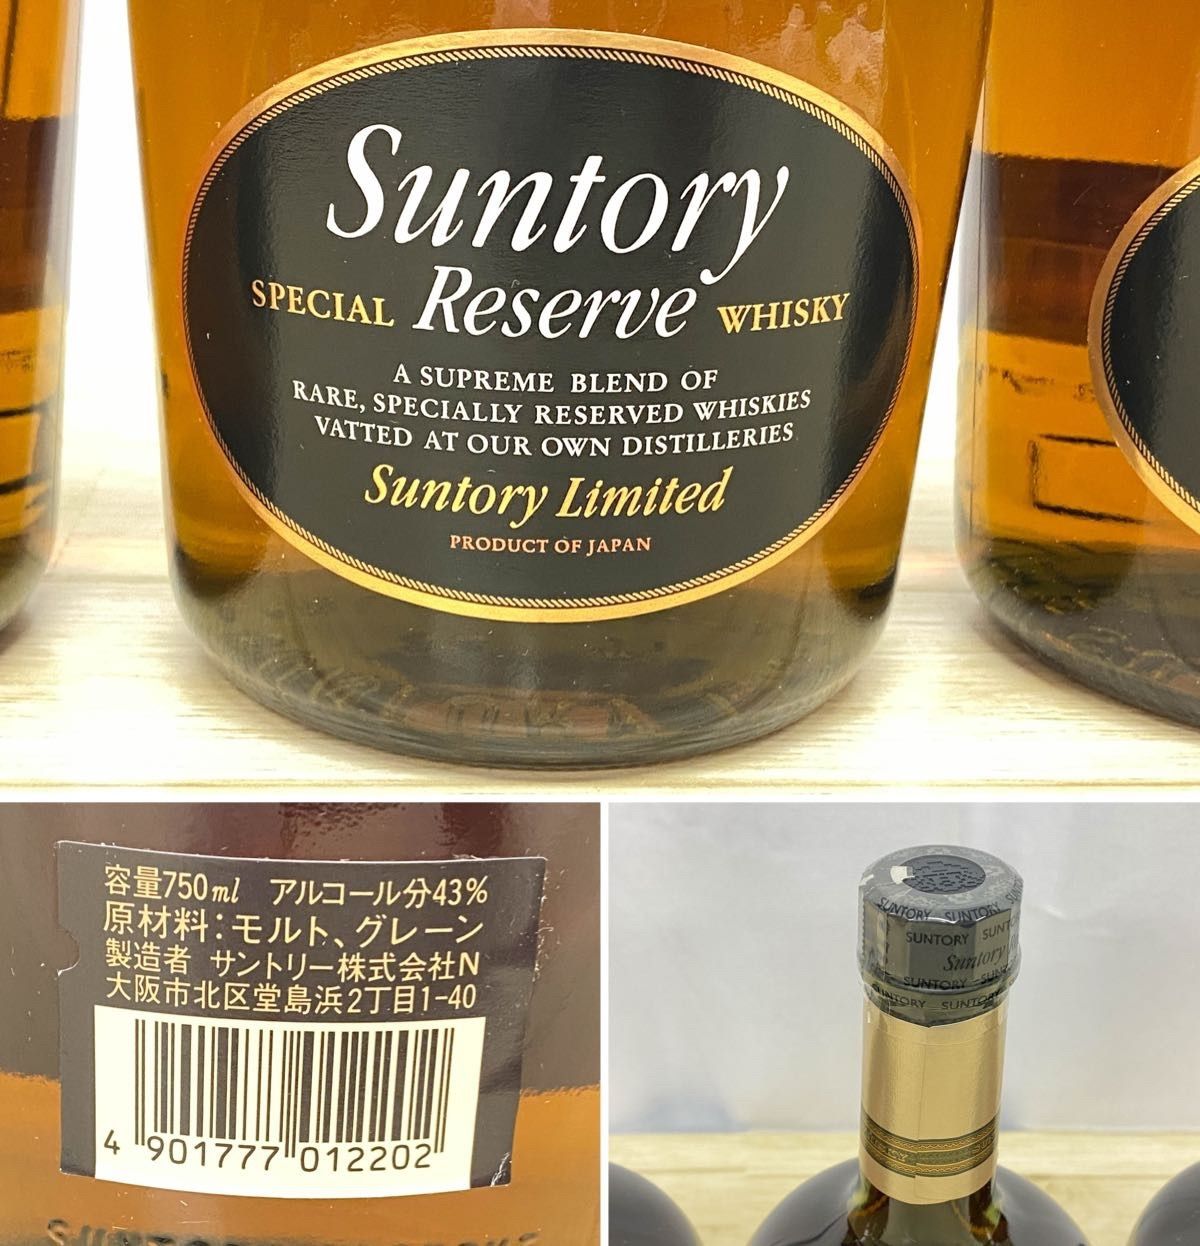 Suntory
SPECIAL Reserve WHISKY
A SUPREME BLEND OF
RARE, SPECIALLY RESERVED WHISKIES
VATTED AT OUR OWN DISTILLERIES
Suntory Limited
PRODUCT OF JAPAN
容量750ml アルコール分43%
原材料:モルト、グレーン
製造者 サントリー株式会社N
大阪市北区堂島浜2丁目1-40
4 901777 012202
SUNTORY SUNTORY
SUNTORY SUNTORY
Suntory
SUNTORY
SUNTORY